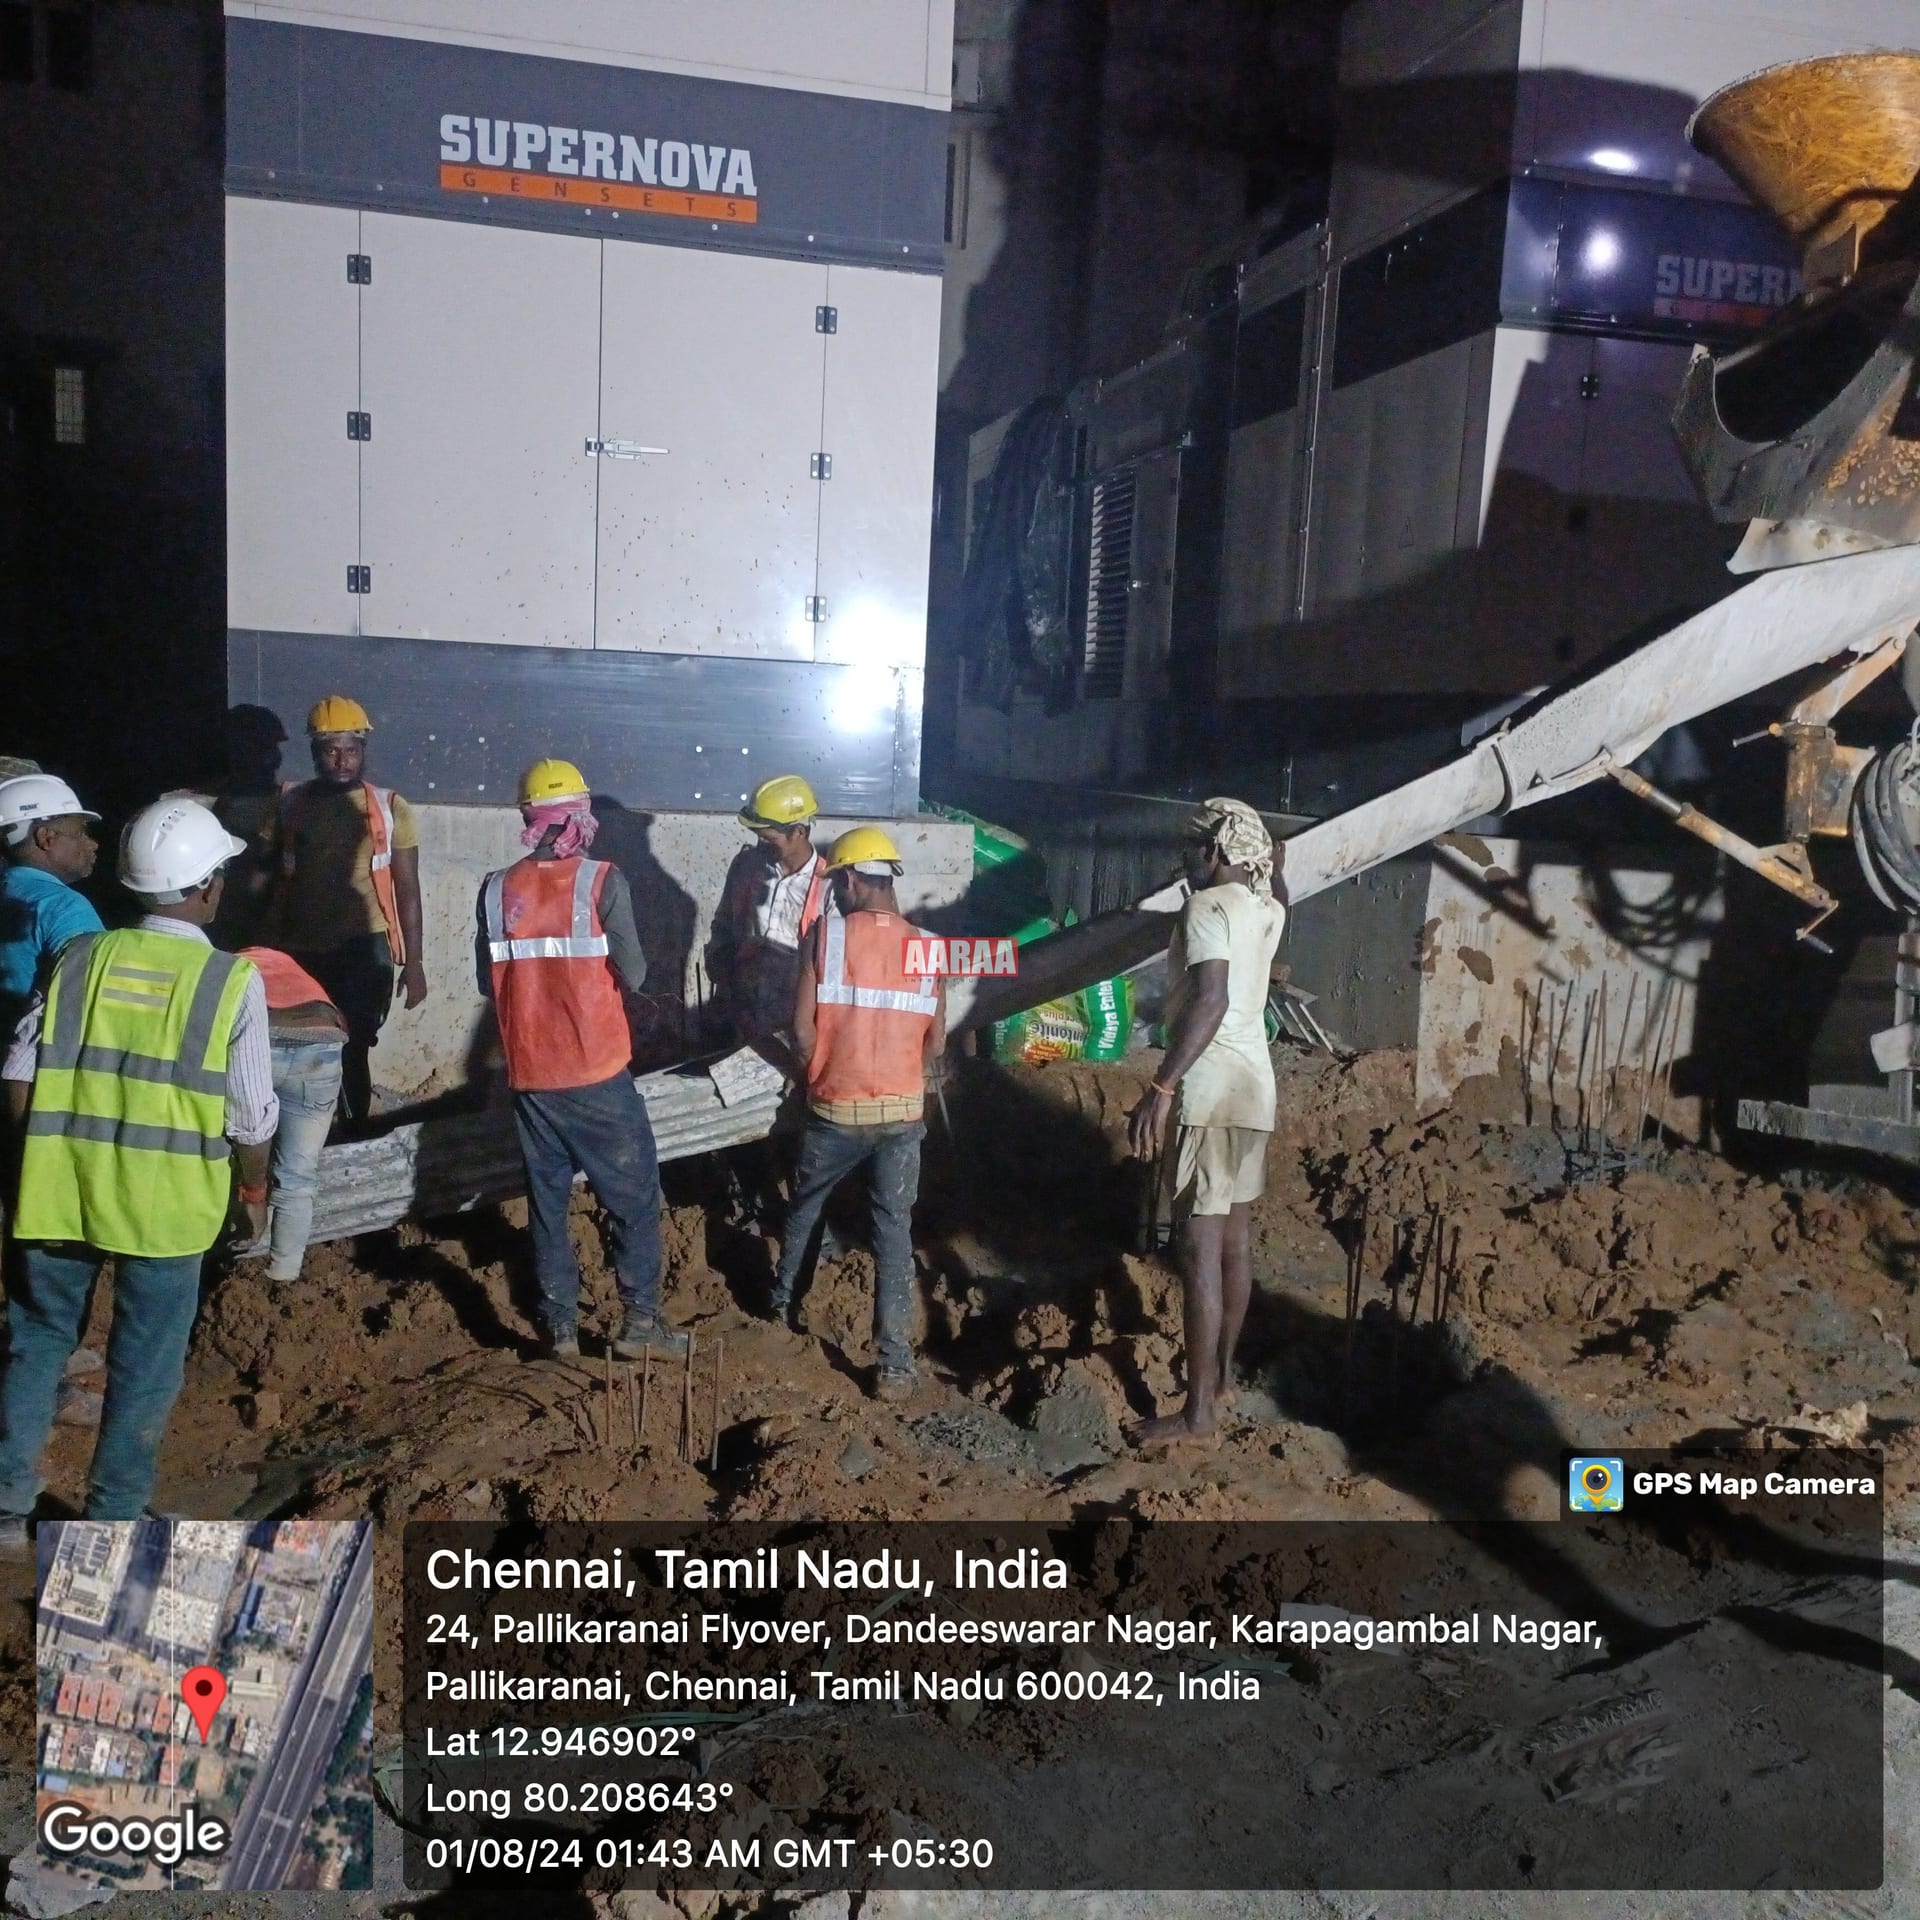 SUPERNOVA
GENSETS
SUPERN
AARAA
Vidya Ente
GPS Map Camera
Chennai, Tamil Nadu, India
24, Pallikaranai Flyover, Dandeeswarar Nagar, Karapagambal Nagar,
Pallikaranai, Chennai, Tamil Nadu 600042, India
Lat 12.946902°
Long 80.208643°
01/08/24 01:43 AM GMT +05:30
Google